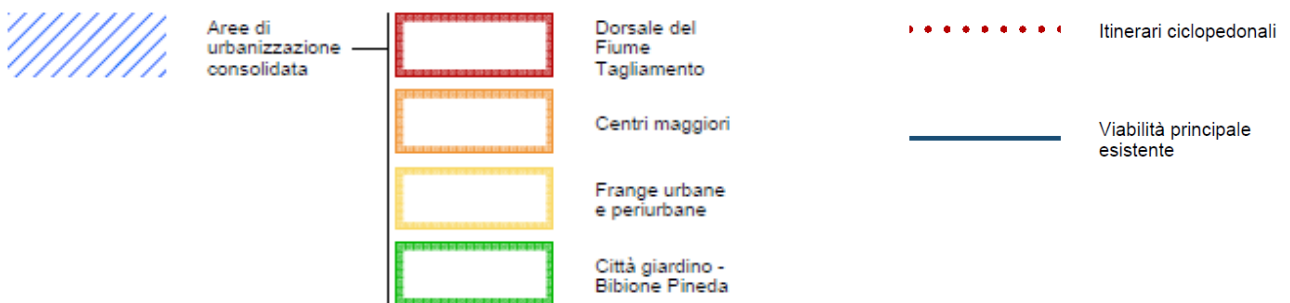 Aree di
urbanizzazione
consolidata
Dorsale del
Fiume
Tagliamento
Centri maggiori
Frange urbane
e periurbane
Città giardino -
Bibione Pineda
Itinerari ciclopedonali
Viabilità principale
esistente